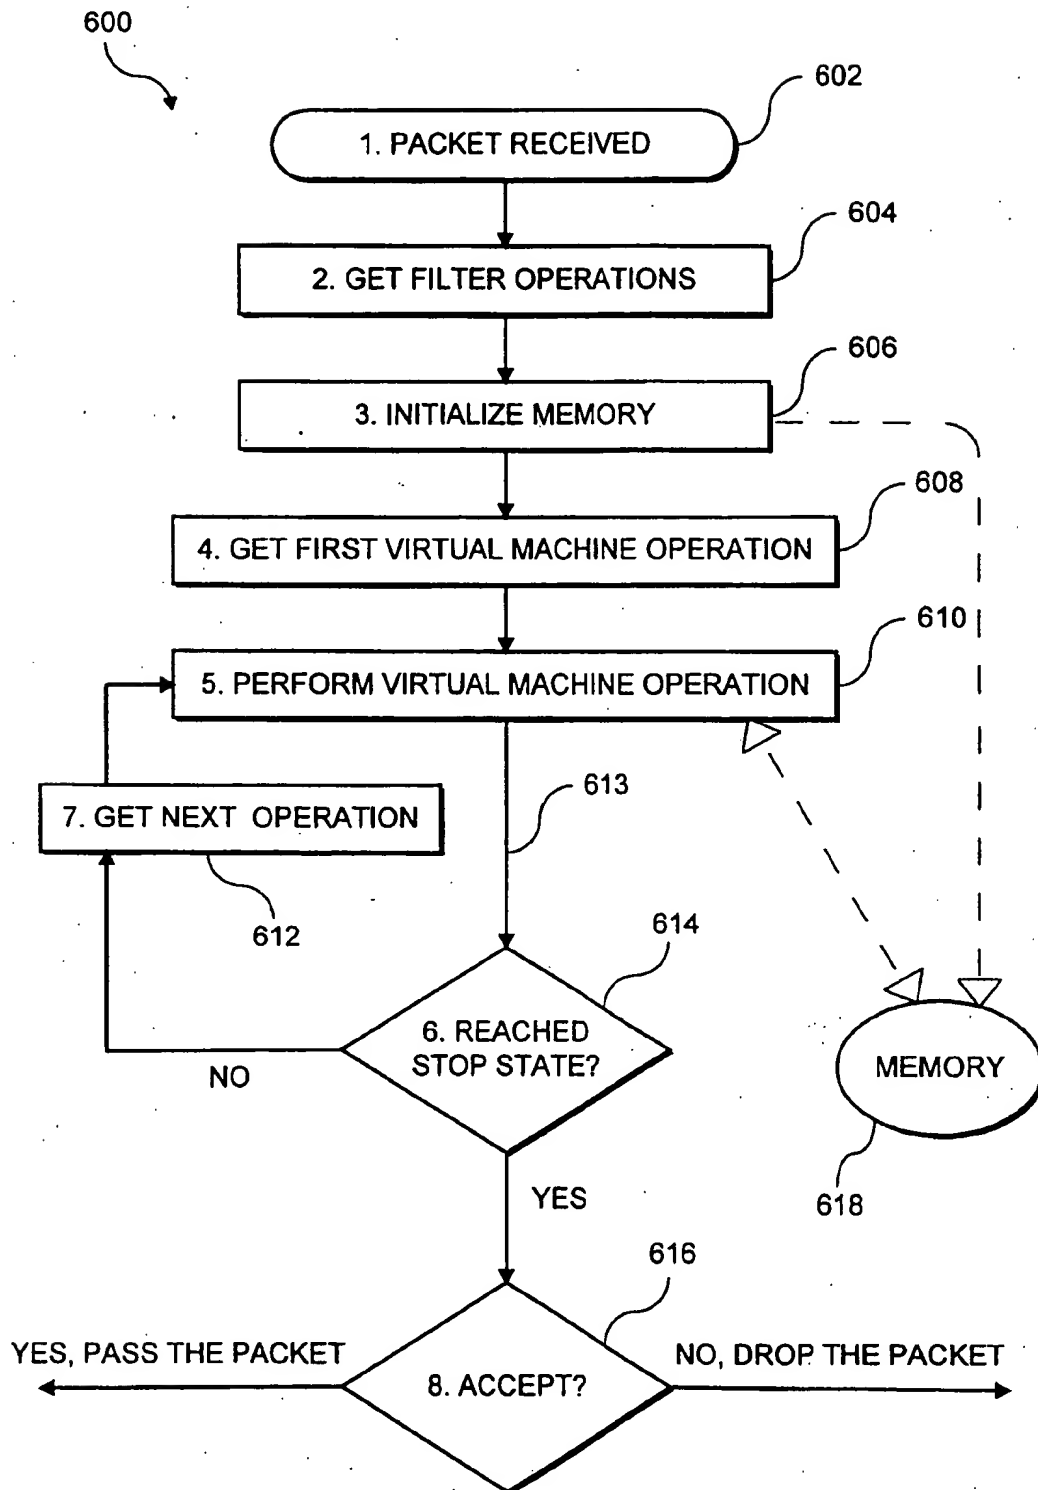 600
602
1. PACKET RECEIVED
604
2. GET FILTER OPERATIONS
606
3. INITIALIZE MEMORY
608
4. GET FIRST VIRTUAL MACHINE OPERATION
610
5. PERFORM VIRTUAL MACHINE OPERATION
613
7. GET NEXT OPERATION
612
614
6. REACHED
STOP STATE?
NO
MEMORY
618
YES
616
YES, PASS THE PACKET
NO, DROP THE PACKET
8. ACCEPT?